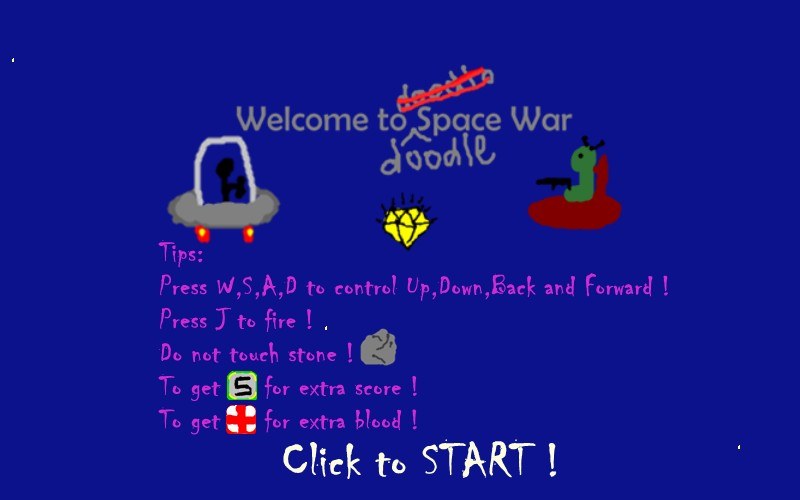 doodle
Welcome to Space War
doodle
Tips:
Press W,S,A,D to control Up,Down,Back and Forward !
Press J to fire !
Do not touch stone !
To get 5 for extra score !
To get for extra blood !
Click to START !